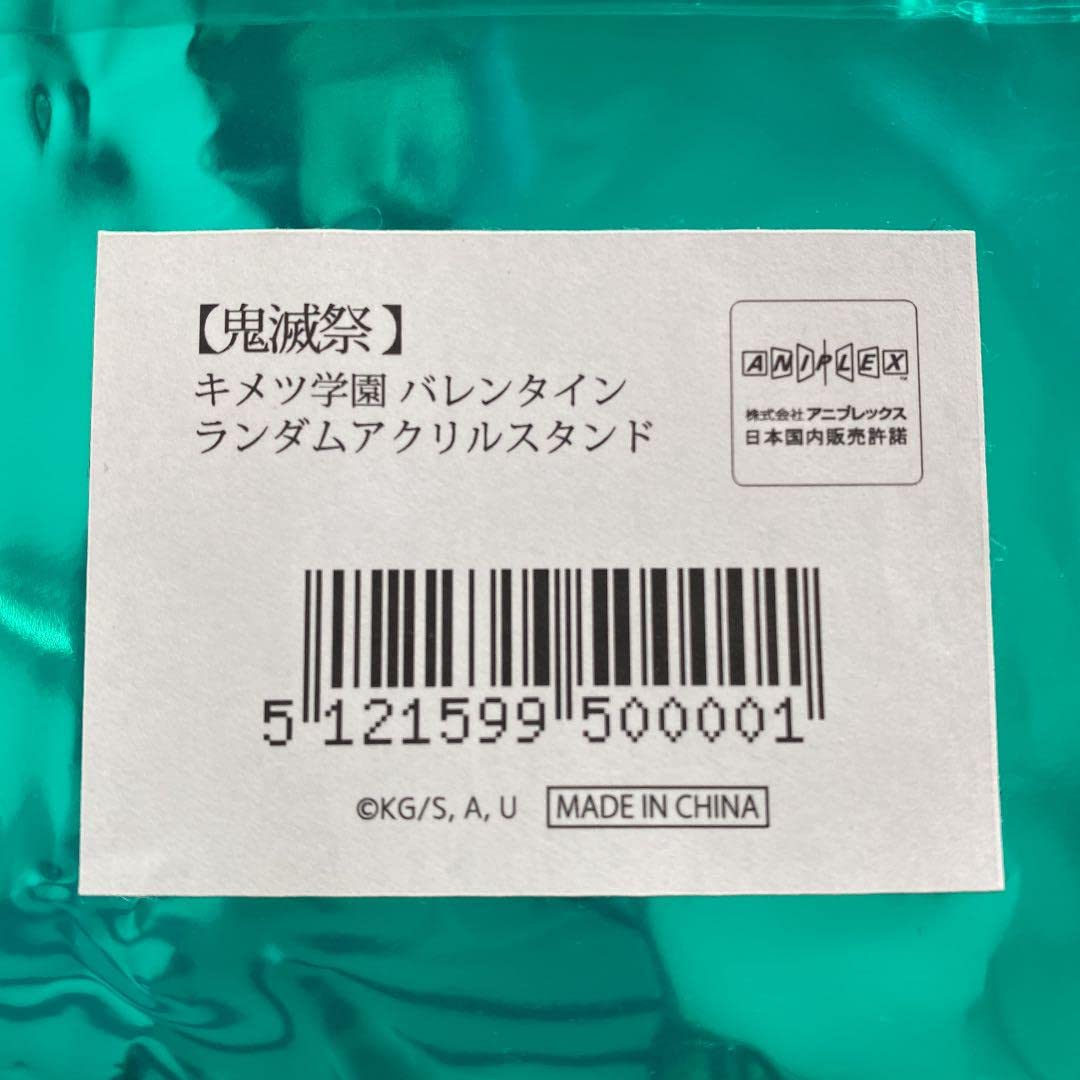 【鬼滅祭】
キメツ学園 バレンタイン
ランダムアクリルスタンド
ANIPLEX™
株式会社 アニプレックス
日本国内販売許諾
5 121599 500001
©KG/S, A, U MADE IN CHINA